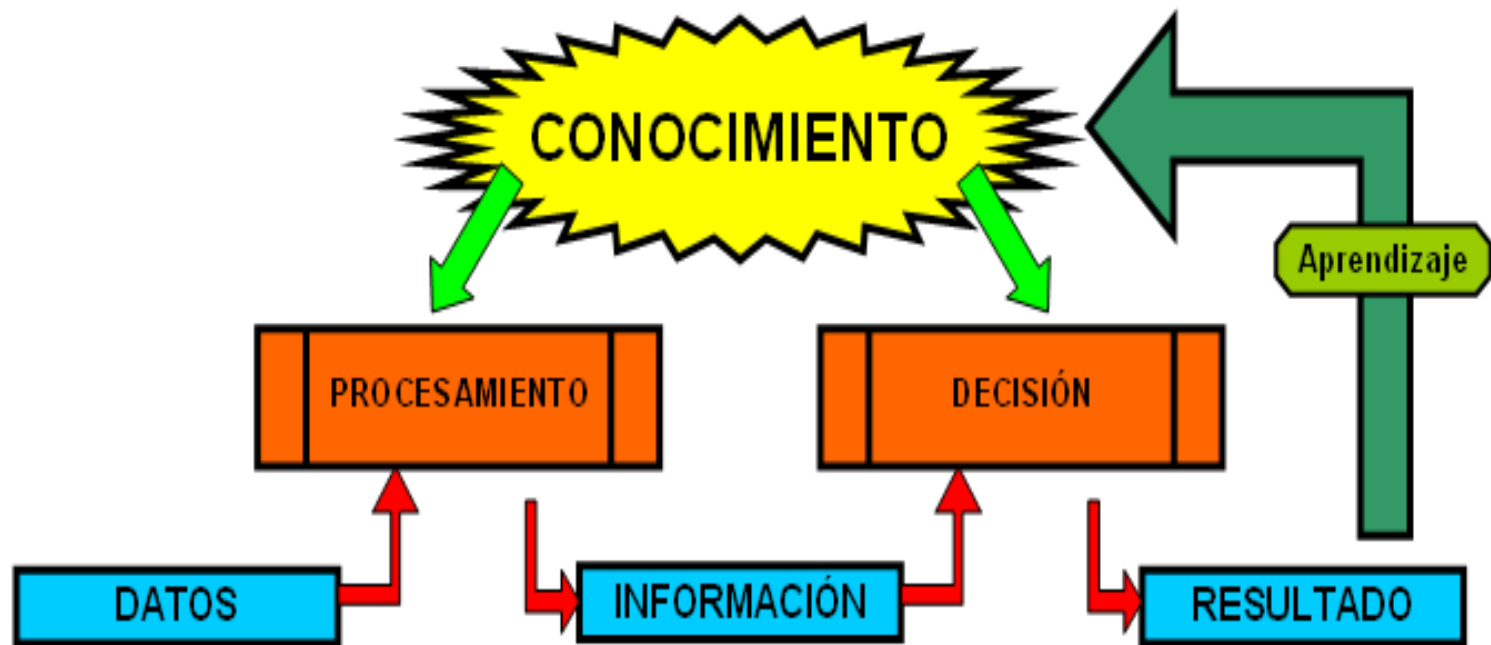 CONOCIMIENTO
Aprendizaje
PROCESAMIENTO
DECISIÓN
DATOS
INFORMACIÓN
RESULTADO